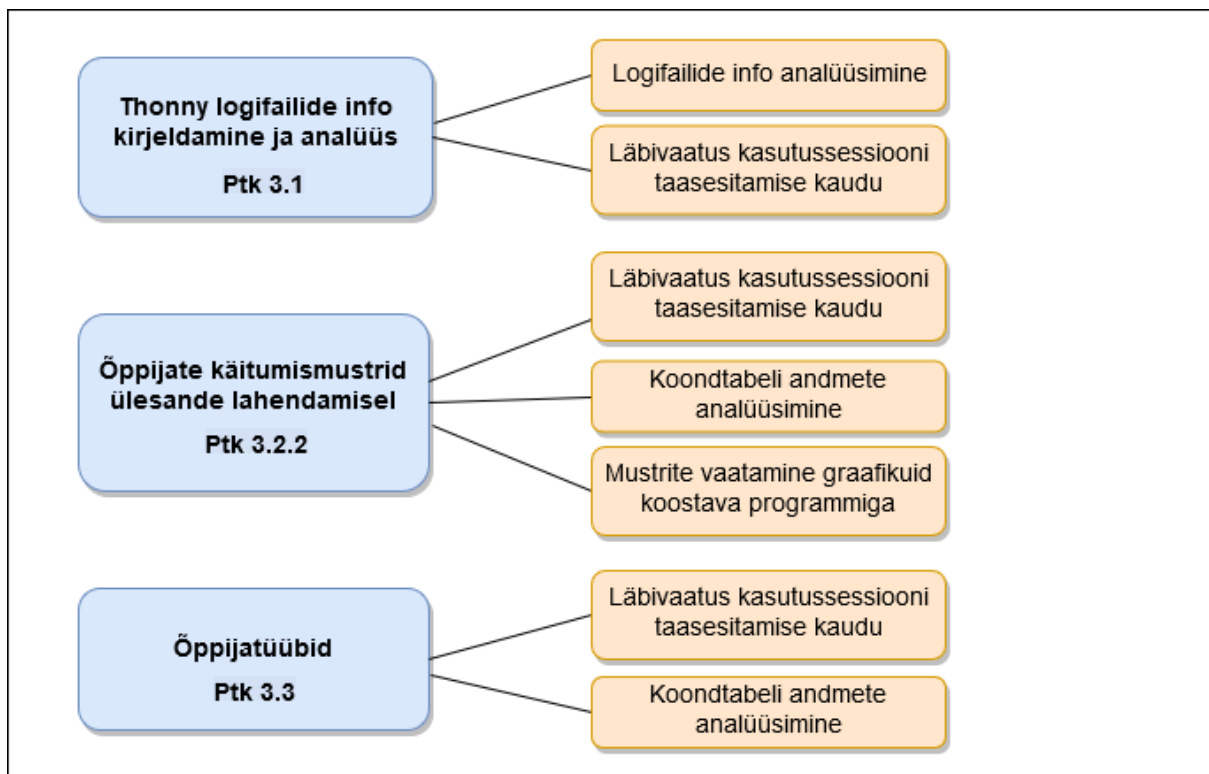 Thonny logifailide info
kirjeldamine ja analüüs
Ptk 3.1
Logifailide info analüüsimine
Läbivaatus kasutussessiooni
taasesitamise kaudu
Õppijate käitumismustrid
ülesande lahendamisel
Ptk 3.2.2
Läbivaatus kasutussessiooni
taasesitamise kaudu
Koondtabeli andmete
analüüsimine
Mustrite vaatamine graafikuid
koostava programmiga
Õppijatüübid
Ptk 3.3
Läbivaatus kasutussessiooni
taasesitamise kaudu
Koondtabeli andmete
analüüsimine